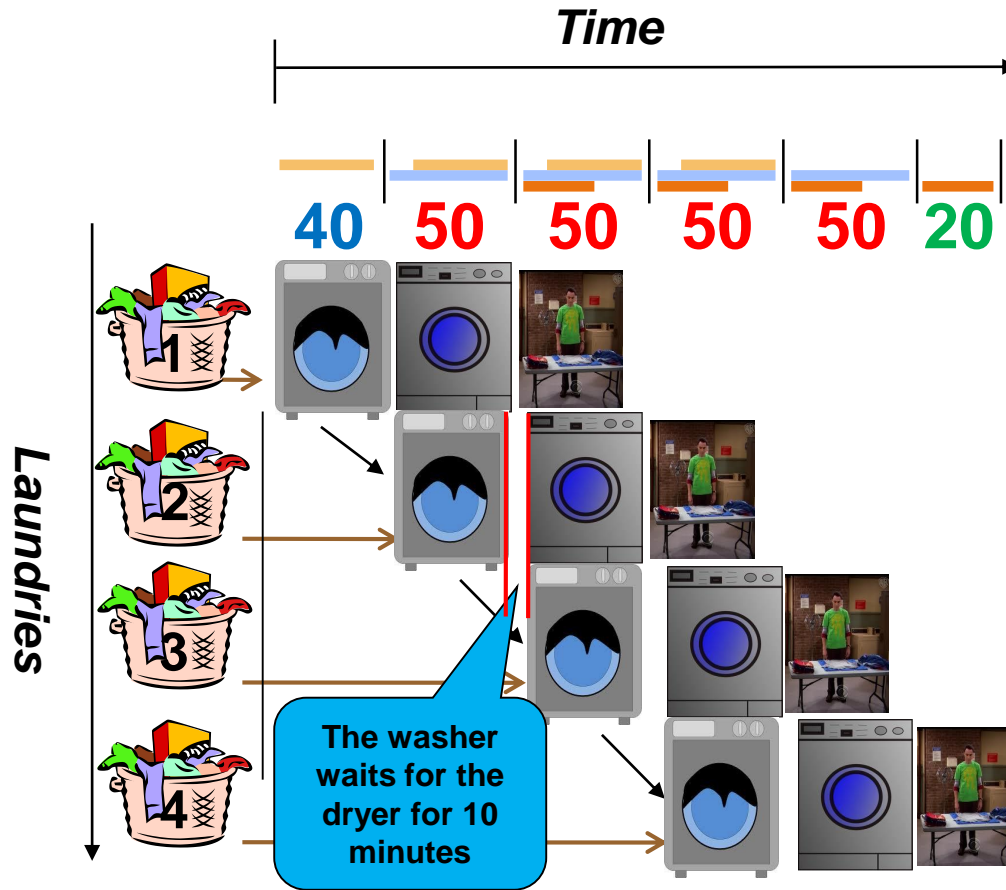 Time
40 50 50 50 50 20
Laundries
1
2
3
4
The washer
waits for the
dryer for 10
minutes